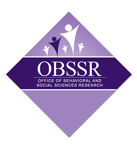 OBSSR
OFFICE OF BEHAVIORAL AND
SOCIAL SCIENCES RESEARCH